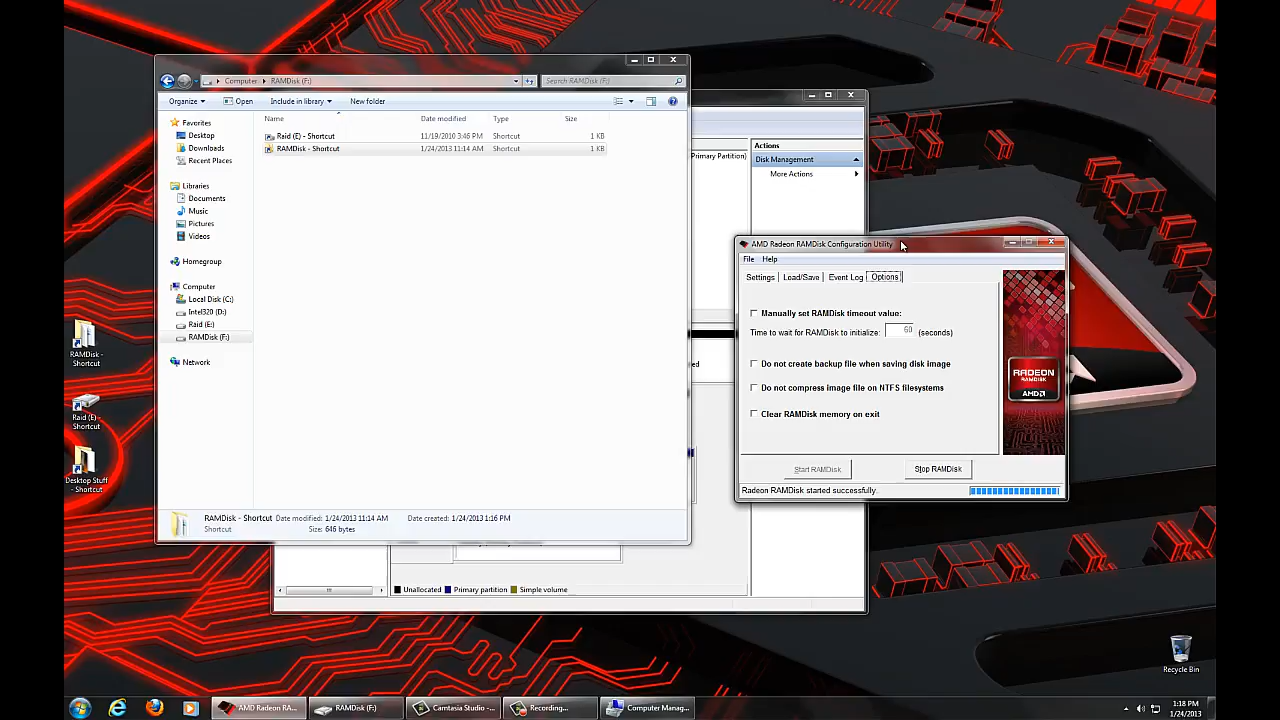 Computer ▸ RAMDisk (F:)
Search RAMDisk (F:)
Organize ▾ Open Include in library ▾ New folder
Name Date modified Type Size
Raid (E) - Shortcut 11/19/2010 3:46 PM Shortcut 1 KB
RAMDisk - Shortcut 1/24/2013 11:14 AM Shortcut 1 KB
Favorites
Desktop
Downloads
Recent Places
Libraries
Documents
Music
Pictures
Videos
Homegroup
Computer
Local Disk (C:)
Intel320 (D:)
Raid (E:)
RAMDisk (F:)
Network
RAMDisk - Shortcut Date modified: 1/24/2013 11:14 AM Date created: 1/24/2013 1:16 PM
Shortcut Size: 646 bytes
Primary Partition)
Actions
Disk Management
More Actions
Unallocated Primary partition Simple volume
AMD Radeon RAMDisk Configuration Utility
File Help
Settings Load/Save Event Log Options
Manually set RAMDisk timeout value:
Time to wait for RAMDisk to initialize: 60 (seconds)
Do not create backup file when saving disk image
Do not compress image file on NTFS filesystems
Clear RAMDisk memory on exit
RADEON
RAMDISK
AMD
Start RAMDisk Stop RAMDisk
Radeon RAMDisk started successfully.
RAMDisk -
Shortcut
Raid (E) -
Shortcut
Desktop Stuff
- Shortcut
Recycle Bin
AMD Radeon RA... RAMDisk (F:) Camtasia Studio -... Recording... Computer Manag...
1:18 PM
1/24/2013